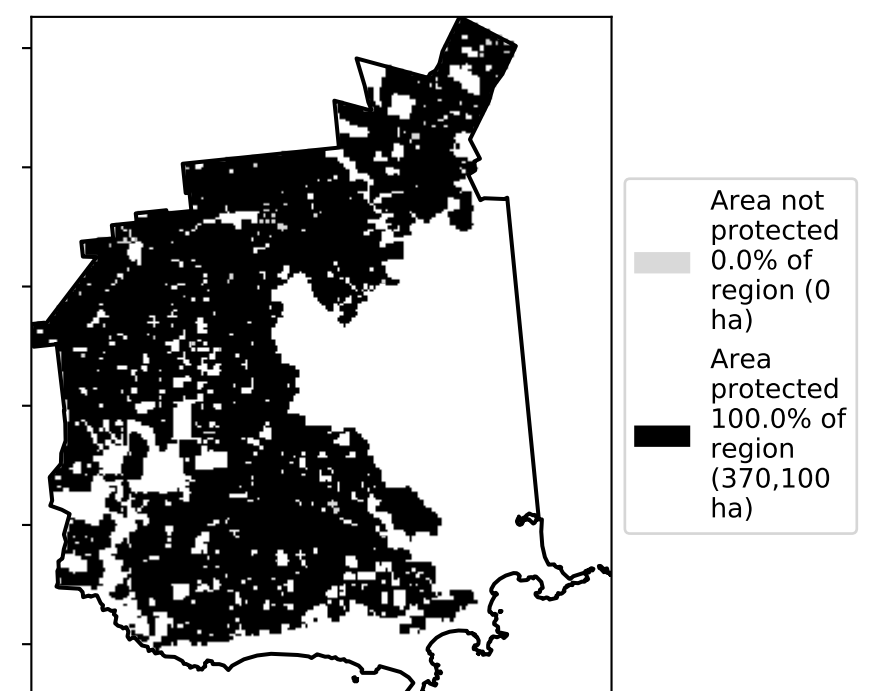 Area not
protected
0.0% of
region (0
ha)
Area
protected
100.0% of
region
(370,100
ha)